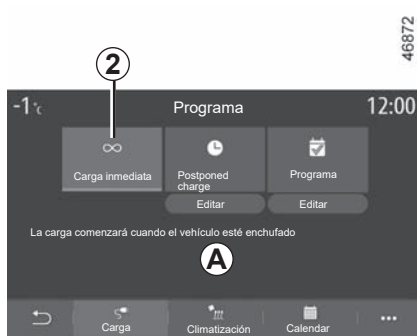 46872
2
-1°c
Programa
12:00
Carga inmediata
Postponed charge
Programa
Editar
Editar
La carga comenzará cuando el vehículo esté enchufado
A
Carga
Climatización
Calendar